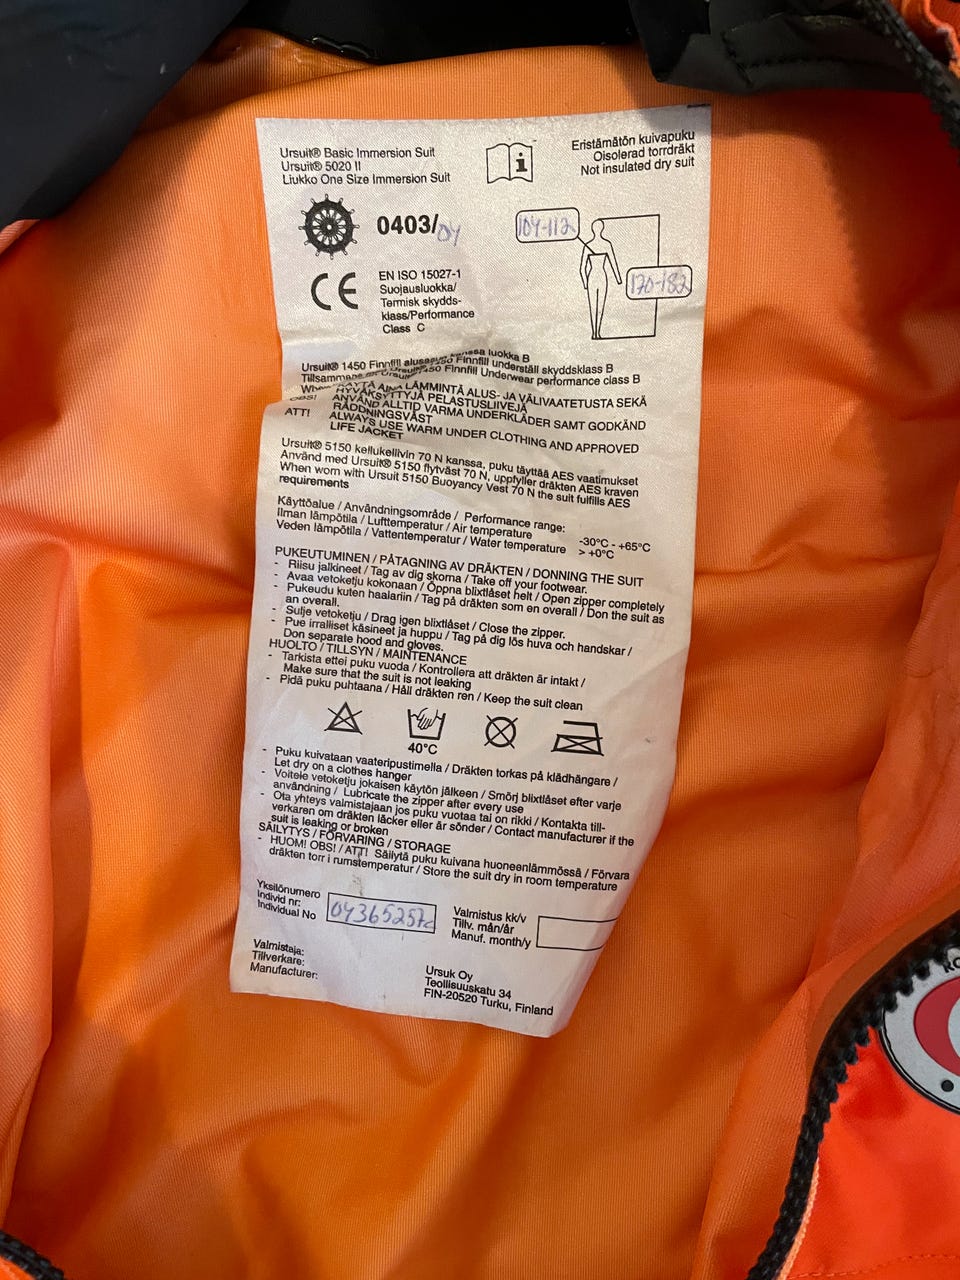 Ursuit® Basic Immersion Suit
Ursuit® 5020 II
Liukko One Size Immersion Suit
i
Eristämätön kuivapuku
Oisolerad torrdräkt
Not insulated dry suit
0403/04
104-112
170-182
CE
EN ISO 15027-1
Suojausluokka/
Termisk skydds-
klass/Performance
Class C
Ursuit® 1450 Finnfill alusasun kanssa luokka B
Tillsammans Ursuit® 1450 Finnfill underställ skyddsklass B
When Finnfill Underwear performance class B
KÄYTÄ AINA LÄMMINTÄ ALUS- JA VÄLIVAATETUSTA SEKÄ
HYVÄKSYTTYJÄ PELASTUSLIIVEJÄ
OBS! ANVÄND ALLTID VARMA UNDERKLÄDER SAMT GODKÄND
RÄDDNINGSVÄST
ATT! ALWAYS USE WARM UNDER CLOTHING AND APPROVED
LIFE JACKET
Ursuit® 5150 kellukeliivin 70 N kanssa, puku täyttää AES vaatimukset
Använd med Ursuit® 5150 flytväst 70 N, uppfyller dräkten AES kraven
When worn with Ursuit 5150 Buoyancy Vest 70 N the suit fulfills AES
requirements
Käyttöalue / Användningsområde / Performance range:
Ilman lämpötila / Lufttemperatur / Air temperature -30°C - +65°C
Veden lämpötila / Vattentemperatur / Water temperature > +0°C
PUKEUTUMINEN / PÅTAGNING AV DRÄKTEN / DONNING THE SUIT
- Riisu jalkineet / Tag av dig skorna / Take off your footwear.
- Avaa vetoketju kokonaan / Öppna blixtlåset helt / Open zipper completely
- Pukeudu kuten haalariin / Tag på dräkten som en overall / Don the suit as
an overall.
- Sulje vetoketju / Drag igen blixtlåset / Close the zipper.
- Pue irralliset käsineet ja huppu / Tag på dig lös huva och handskar /
Don separate hood and gloves.
HUOLTO / TILLSYN / MAINTENANCE
- Tarkista ettei puku vuoda / Kontrollera att dräkten är intakt /
Make sure that the suit is not leaking
- Pidä puku puhtaana / Håll dräkten ren / Keep the suit clean
40°C
- Puku kuivataan vaateripustimella / Dräkten torkas på klädhängare /
Let dry on a clothes hanger
- Voitele vetoketju jokaisen käytön jälkeen / Smörj blixtlåset efter varje
användning / Lubricate the zipper after every use
- Ota yhteys valmistajaan jos puku vuotaa tai on rikki / Kontakta till-
verkaren om dräkten läcker eller är sönder / Contact manufacturer if the
suit is leaking or broken
SÄILYTYS / FÖRVARING / STORAGE
- HUOM! OBS! / ATT! Säilytä puku kuivana huoneenlämmössä / Förvara
dräkten torr i rumstemperatur / Store the suit dry in room temperature
Yksilönumero
Individ nr:
Individual No
Valmistus kk/v
Tillv. mån/år
Manuf. month/y
Valmistaja:
Tillverkare:
Manufacturer:
Ursuk Oy
Teollisuuskatu 34
FIN-20520 Turku, Finland